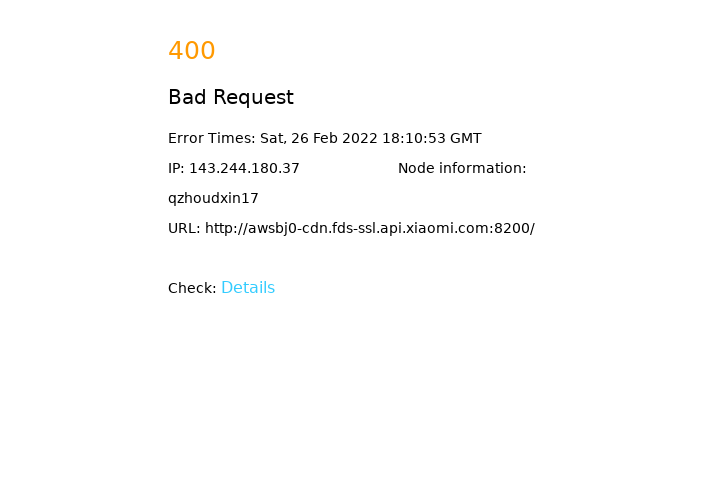 400
Bad Request
Error Times: Sat, 26 Feb 2022 18:10:53 GMT
IP: 143.244.180.37 Node information:
qzhoudxin17
URL: http://awsbj0-cdn.fds-ssl.api.xiaomi.com:8200/
Check: Details